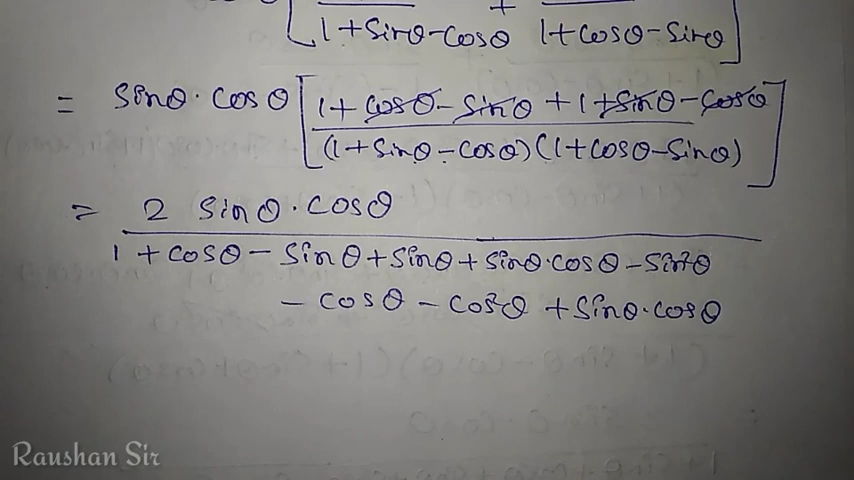 [ 1+sinθ-cosθ + 1+cosθ-sinθ ]
= sinθ·cosθ [ 1+cosθ-sinθ+1+sinθ-cosθ
(1+sinθ-cosθ)(1+cosθ-sinθ) ]
= 2 sinθ·cosθ
1+cosθ-sinθ+sinθ+sinθ·cosθ-sin²θ
-cosθ-cos²θ+sinθ·cosθ
Raushan Sir